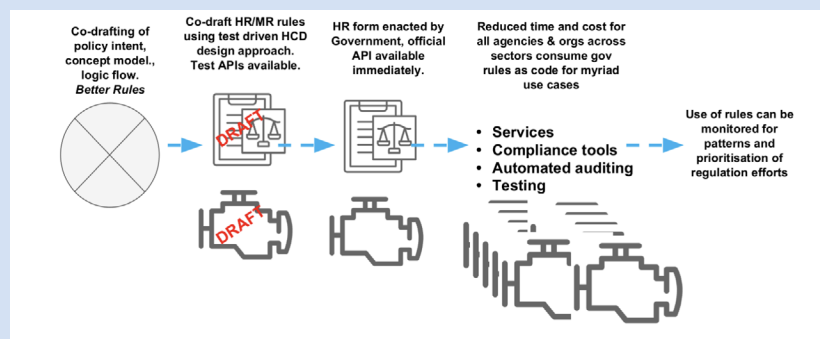 Co-drafting of
policy intent,
concept model.,
logic flow.
Better Rules
Co-draft HR/MR rules
using test driven HCD
design approach.
Test APIs available.
HR form enacted by
Government, official
API available
immediately.
Reduced time and cost for
all agencies & orgs across
sectors consume gov
rules as code for myriad
use cases
DRAFT
DRAFT
• Services
• Compliance tools
• Automated auditing
• Testing
Use of rules can be
monitored for
patterns and
prioritisation of
regulation efforts